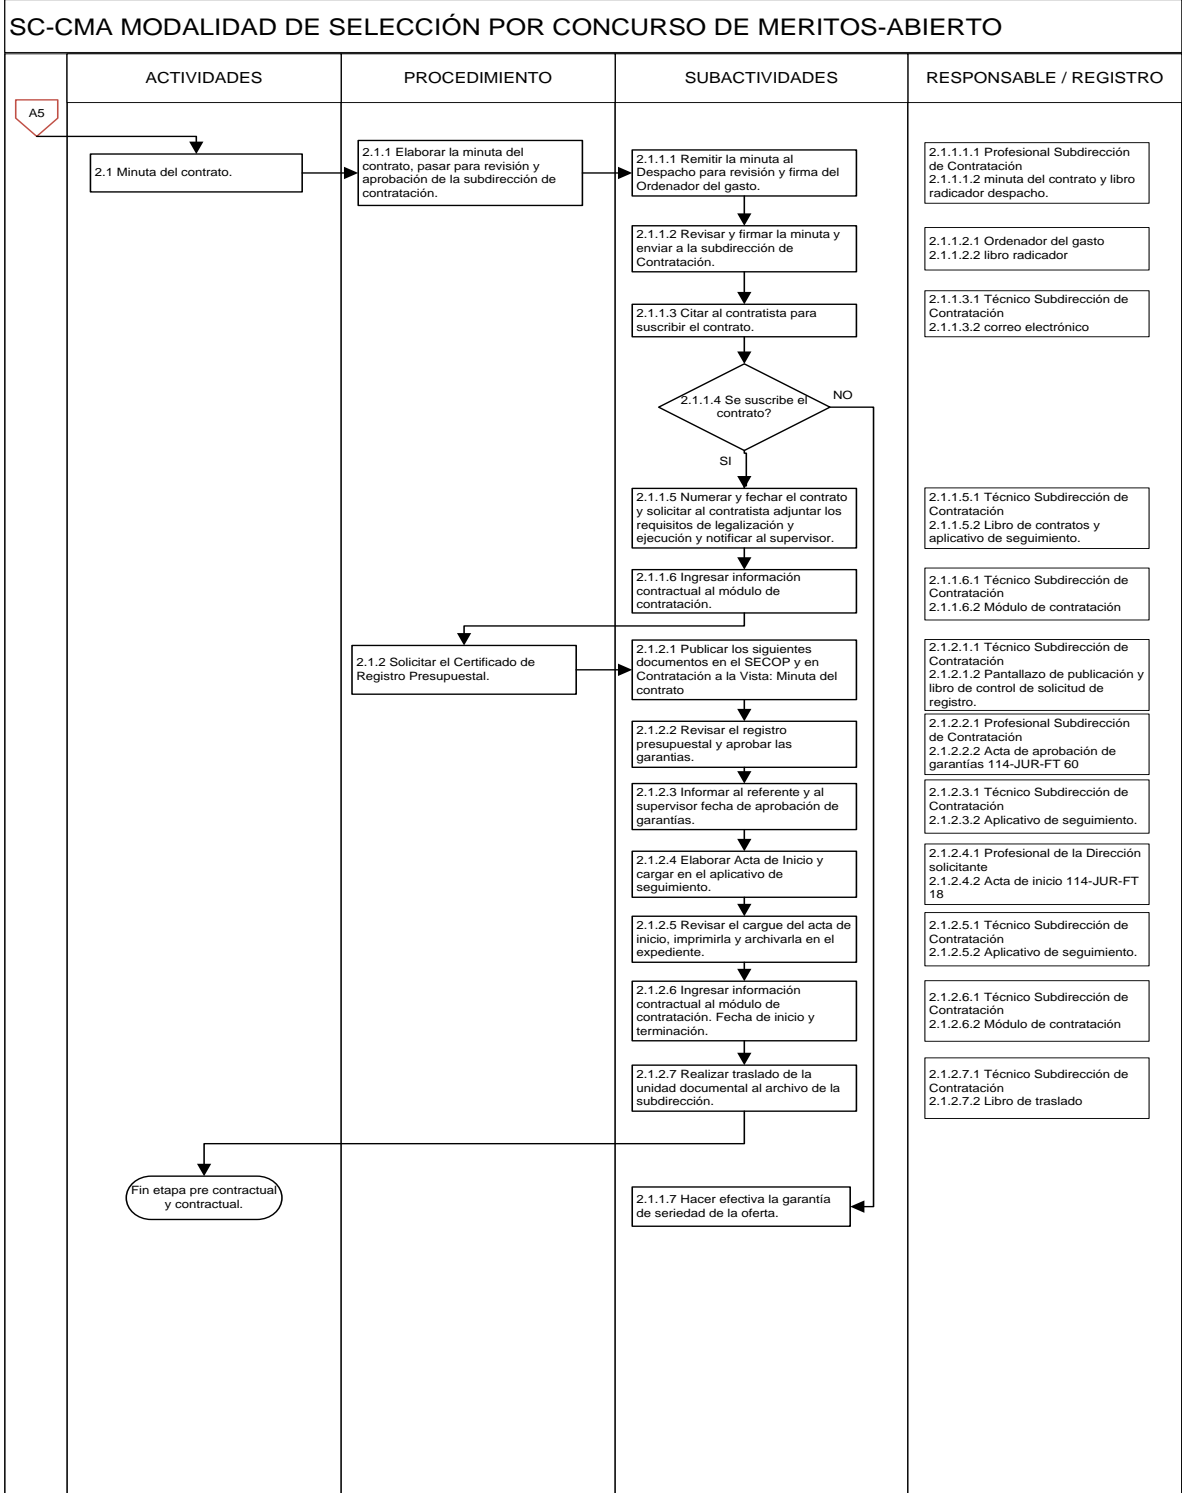 SC-CMA MODALIDAD DE SELECCIÓN POR CONCURSO DE MERITOS-ABIERTO
ACTIVIDADES
PROCEDIMIENTO
SUBACTIVIDADES
RESPONSABLE / REGISTRO
A5
2.1 Minuta del contrato.
2.1.1 Elaborar la minuta del
contrato, pasar para revisión y
aprobación de la subdirección de
contratación.
2.1.1.1 Remitir la minuta al
Despacho para revisión y firma del
Ordenador del gasto.
2.1.1.1.1 Profesional Subdirección
de Contratación
2.1.1.1.2 minuta del contrato y libro
radicador despacho.
2.1.1.2 Revisar y firmar la minuta y
enviar a la subdirección de
Contratación.
2.1.1.2.1 Ordenador del gasto
2.1.1.2.2 libro radicador
2.1.1.3 Citar al contratista para
suscribir el contrato.
2.1.1.3.1 Técnico Subdirección de
Contratación
2.1.1.3.2 correo electrónico
2.1.1.4 Se suscribe el
contrato?
NO
SI
2.1.1.5 Numerar y fechar el contrato
y solicitar al contratista adjuntar los
requisitos de legalización y
ejecución y notificar al supervisor.
2.1.1.5.1 Técnico Subdirección de
Contratación
2.1.1.5.2 Libro de contratos y
aplicativo de seguimiento.
2.1.1.6 Ingresar información
contractual al módulo de
contratación.
2.1.1.6.1 Técnico Subdirección de
Contratación
2.1.1.6.2 Módulo de contratación
2.1.2 Solicitar el Certificado de
Registro Presupuestal.
2.1.2.1 Publicar los siguientes
documentos en el SECOP y en
Contratación a la Vista: Minuta del
contrato
2.1.2.1.1 Técnico Subdirección de
Contratación
2.1.2.1.2 Pantallazo de publicación y
libro de control de solicitud de
registro.
2.1.2.2 Revisar el registro
presupuestal y aprobar las
garantias.
2.1.2.2.1 Profesional Subdirección
de Contratación
2.1.2.2.2 Acta de aprobación de
garantías 114-JUR-FT 60
2.1.2.3 Informar al referente y al
supervisor fecha de aprobación de
garantías.
2.1.2.3.1 Técnico Subdirección de
Contratación
2.1.2.3.2 Aplicativo de seguimiento.
2.1.2.4 Elaborar Acta de Inicio y
cargar en el aplicativo de
seguimiento.
2.1.2.4.1 Profesional de la Dirección
solicitante
2.1.2.4.2 Acta de inicio 114-JUR-FT
18
2.1.2.5 Revisar el cargue del acta de
inicio, imprimirla y archivarla en el
expediente.
2.1.2.5.1 Técnico Subdirección de
Contratación
2.1.2.5.2 Aplicativo de seguimiento.
2.1.2.6 Ingresar información
contractual al módulo de
contratación. Fecha de inicio y
terminación.
2.1.2.6.1 Técnico Subdirección de
Contratación
2.1.2.6.2 Módulo de contratación
2.1.2.7 Realizar traslado de la
unidad documental al archivo de la
subdirección.
2.1.2.7.1 Técnico Subdirección de
Contratación
2.1.2.7.2 Libro de traslado
Fin etapa pre contractual
y contractual.
2.1.1.7 Hacer efectiva la garantía
de seriedad de la oferta.